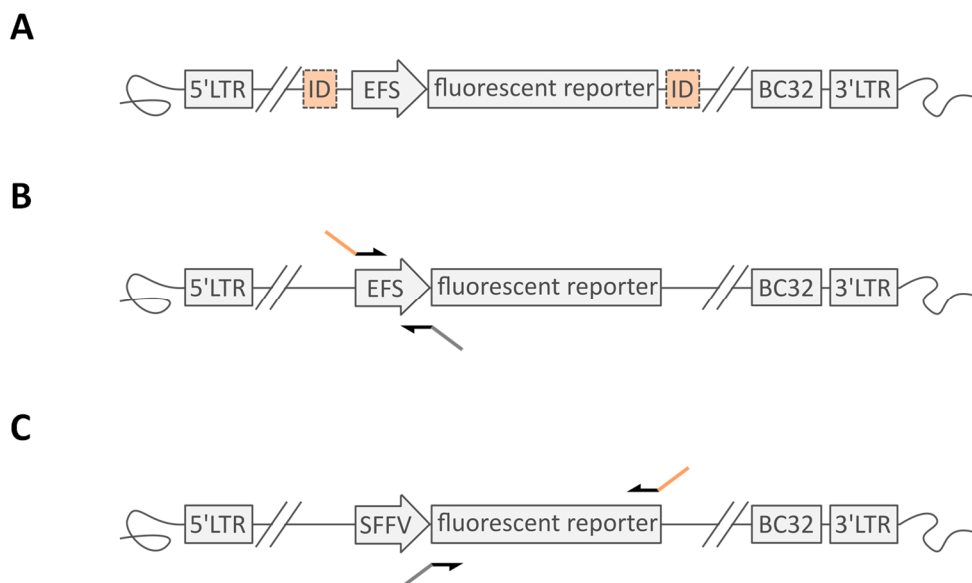 A
5'LTR ID EFS fluorescent reporter ID BC32 3'LTR
B
5'LTR EFS fluorescent reporter BC32 3'LTR
C
5'LTR SFFV fluorescent reporter BC32 3'LTR